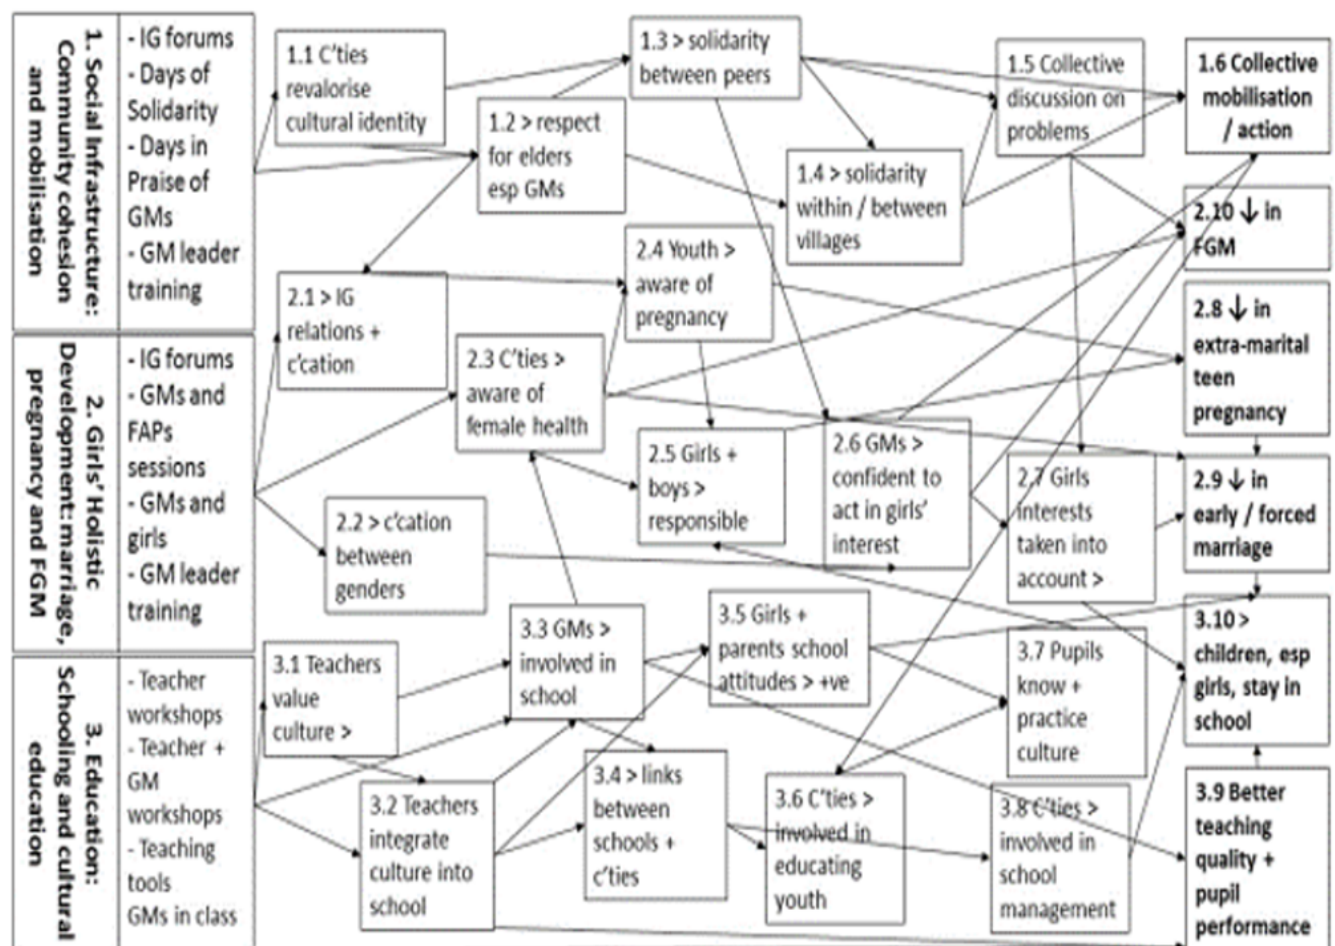 1. Social Infrastructure:
Community cohesion
and mobilisation
- IG forums
- Days of
Solidarity
- Days in
Praise of
GMs
- GM leader
training
1.1 C'ties
revalorise
cultural identity
1.2 > respect
for elders
esp GMs
1.3 > solidarity
between peers
1.4 > solidarity
within / between
villages
1.5 Collective
discussion on
problems
1.6 Collective
mobilisation
/ action
2. Girls' Holistic
Development: marriage,
pregnancy and FGM
- IG forums
- GMs and
FAPs
sessions
- GMs and
girls
- GM leader
training
2.1 > IG
relations +
c'cation
2.2 > c'cation
between
genders
2.3 C'ties >
aware of
female health
2.4 Youth >
aware of
pregnancy
2.5 Girls +
boys >
responsible
2.6 GMs >
confident to
act in girls'
interest
2.7 Girls
interests
taken into
account >
2.10 ↓ in
FGM
2.8 ↓ in
extra-marital
teen
pregnancy
2.9 ↓ in
early / forced
marriage
3. Education:
Schooling and cultural
education
- Teacher
workshops
- Teacher +
GM
workshops
- Teaching
tools
GMs in class
3.1 Teachers
value
culture >
3.2 Teachers
integrate
culture into
school
3.3 GMs >
involved in
school
3.4 > links
between
schools +
c'ties
3.5 Girls +
parents school
attitudes > +ve
3.6 C'ties >
involved in
educating
youth
3.7 Pupils
know +
practice
culture
3.8 C'ties >
involved in
school
management
3.10 >
children, esp
girls, stay in
school
3.9 Better
teaching
quality +
pupil
performance